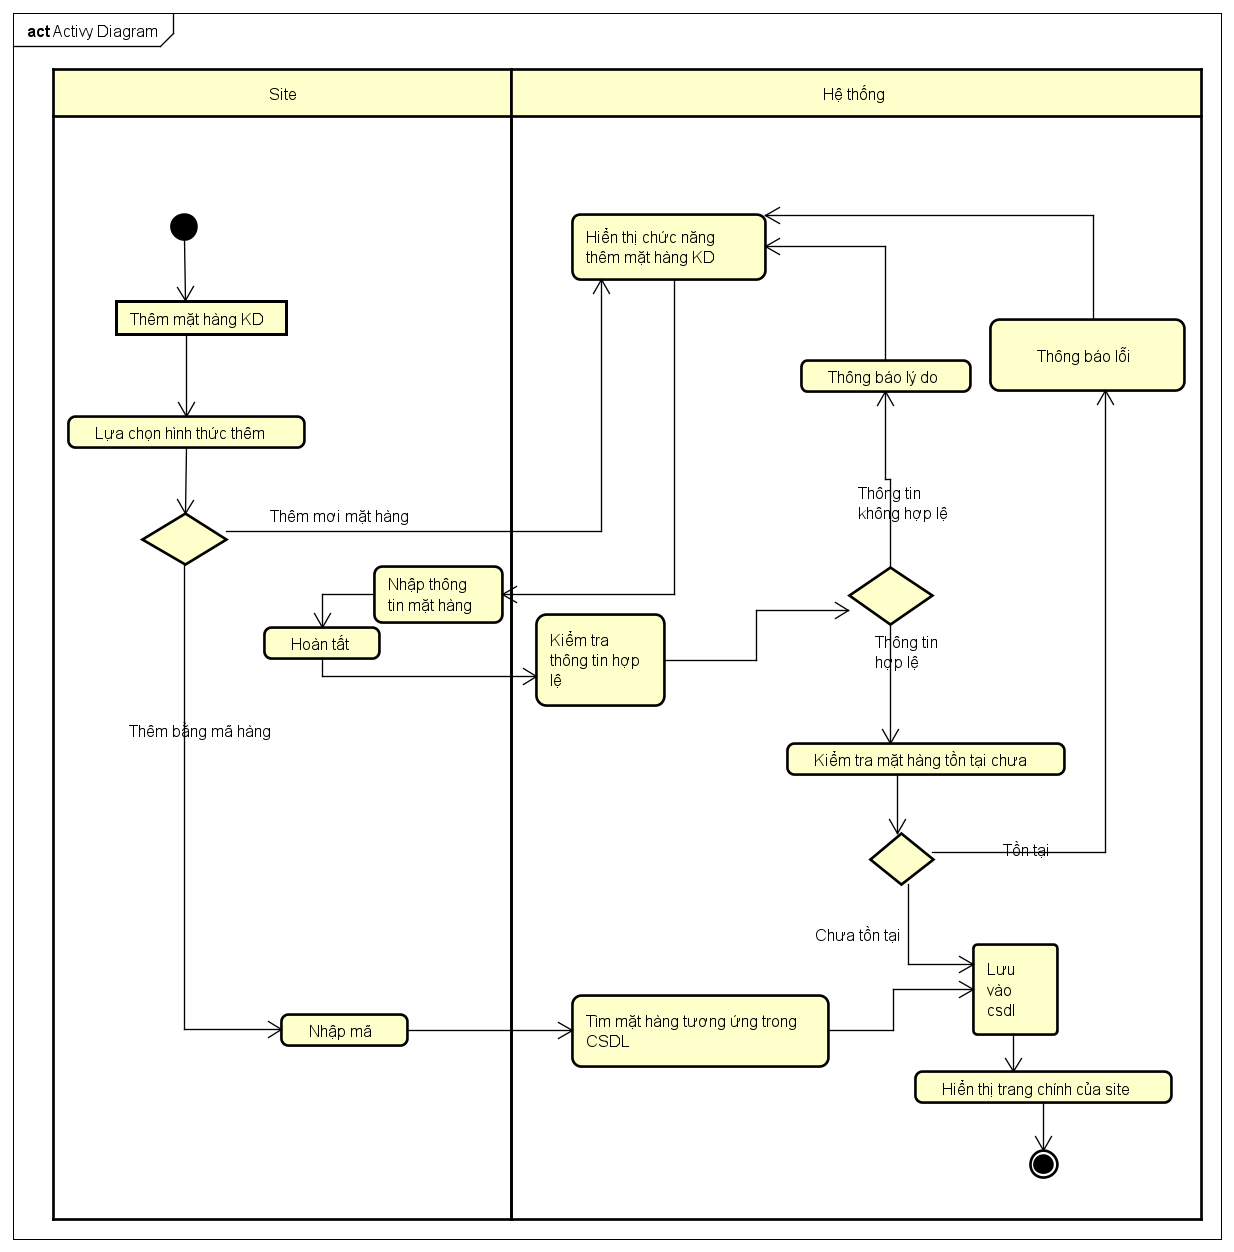 act Activy Diagram
Site
Hệ thống
Thêm mặt hàng KD
Lựa chọn hình thức thêm
Thêm mơi mặt hàng
Hiển thị chức năng
thêm mặt hàng KD
Thông báo lý do
Thông báo lỗi
Thông tin
không hợp lệ
Nhập thông
tin mặt hàng
Hoàn tất
Kiểm tra
thông tin hợp
lệ
Thông tin
hợp lệ
Thêm bằng mã hàng
Kiểm tra mặt hàng tồn tại chưa
Tồn tại
Chưa tồn tại
Lưu
vào
csdl
Nhập mã
Tìm mặt hàng tương ứng trong
CSDL
Hiển thị trang chính của site